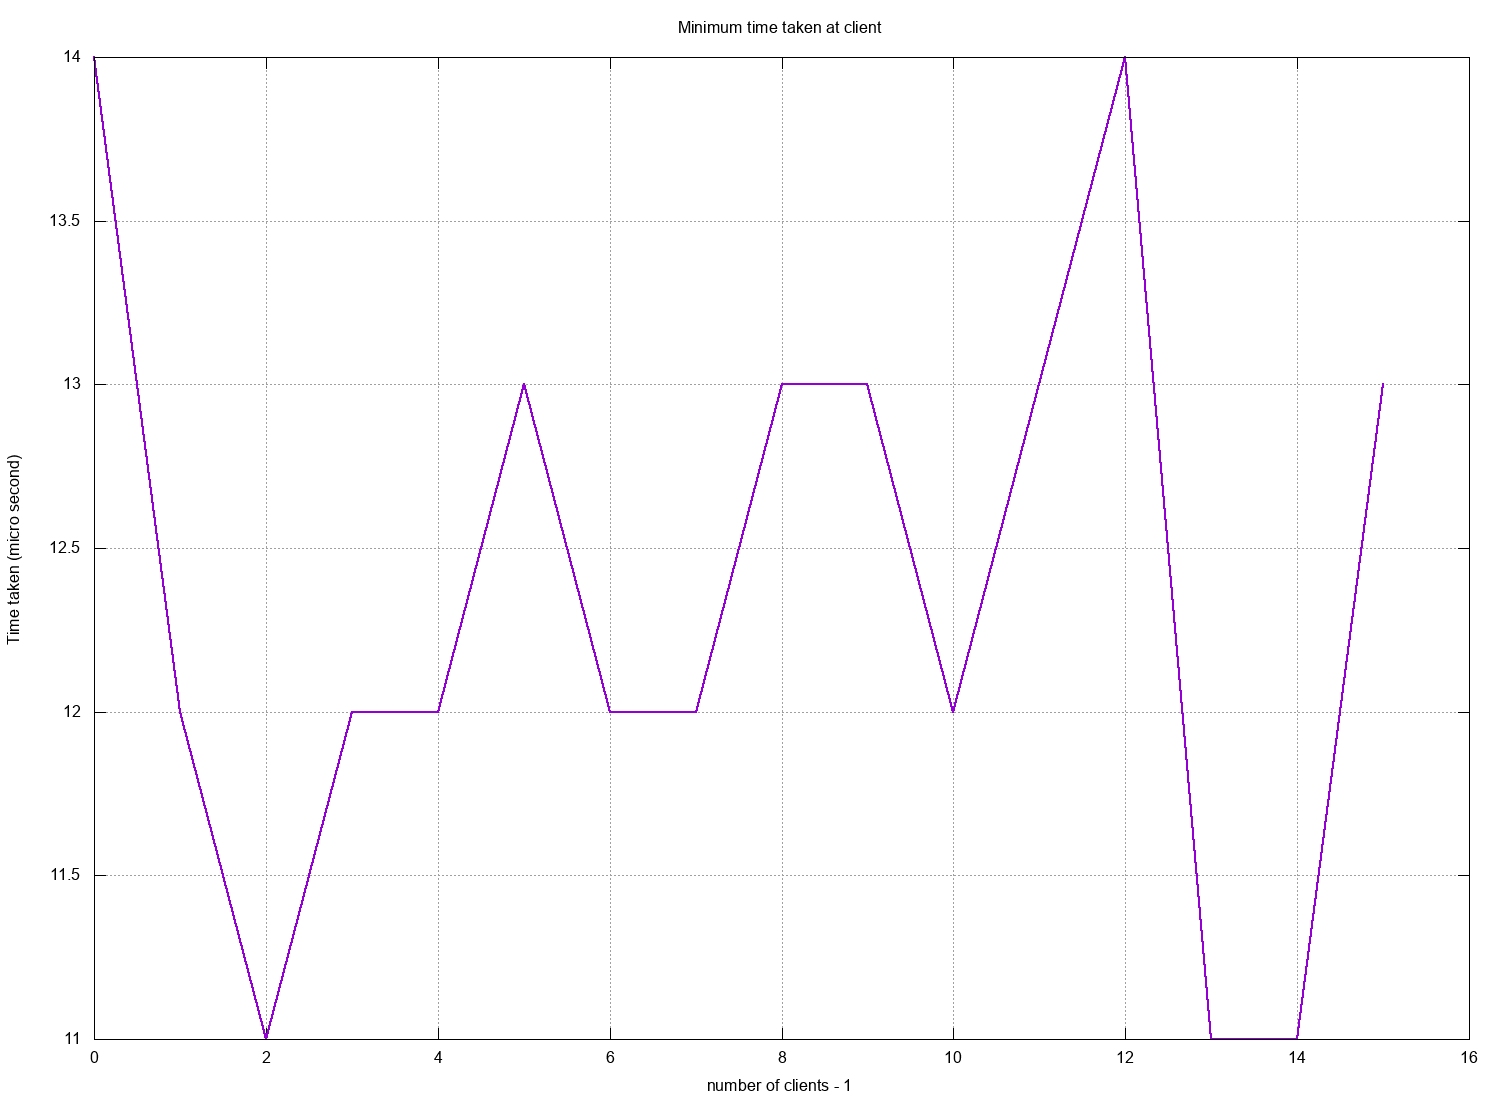 Minimum time taken at client
14
13.5
13
12.5
12
11.5
11
Time taken (micro second)
0 2 4 6 8 10 12 14 16
number of clients - 1